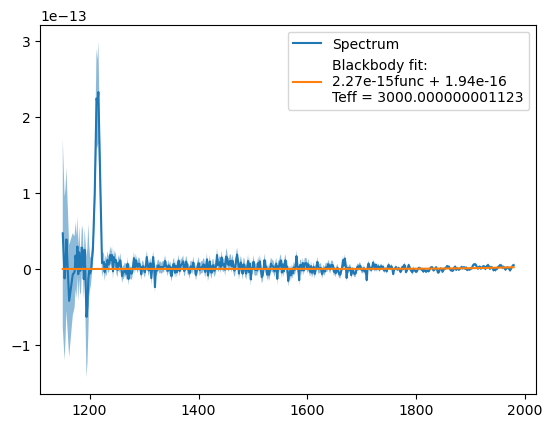 1e−13
3
2
1
0
−1
1200
1400
1600
1800
2000
Spectrum
Blackbody fit:
2.27e-15func + 1.94e-16
Teff = 3000.000000001123